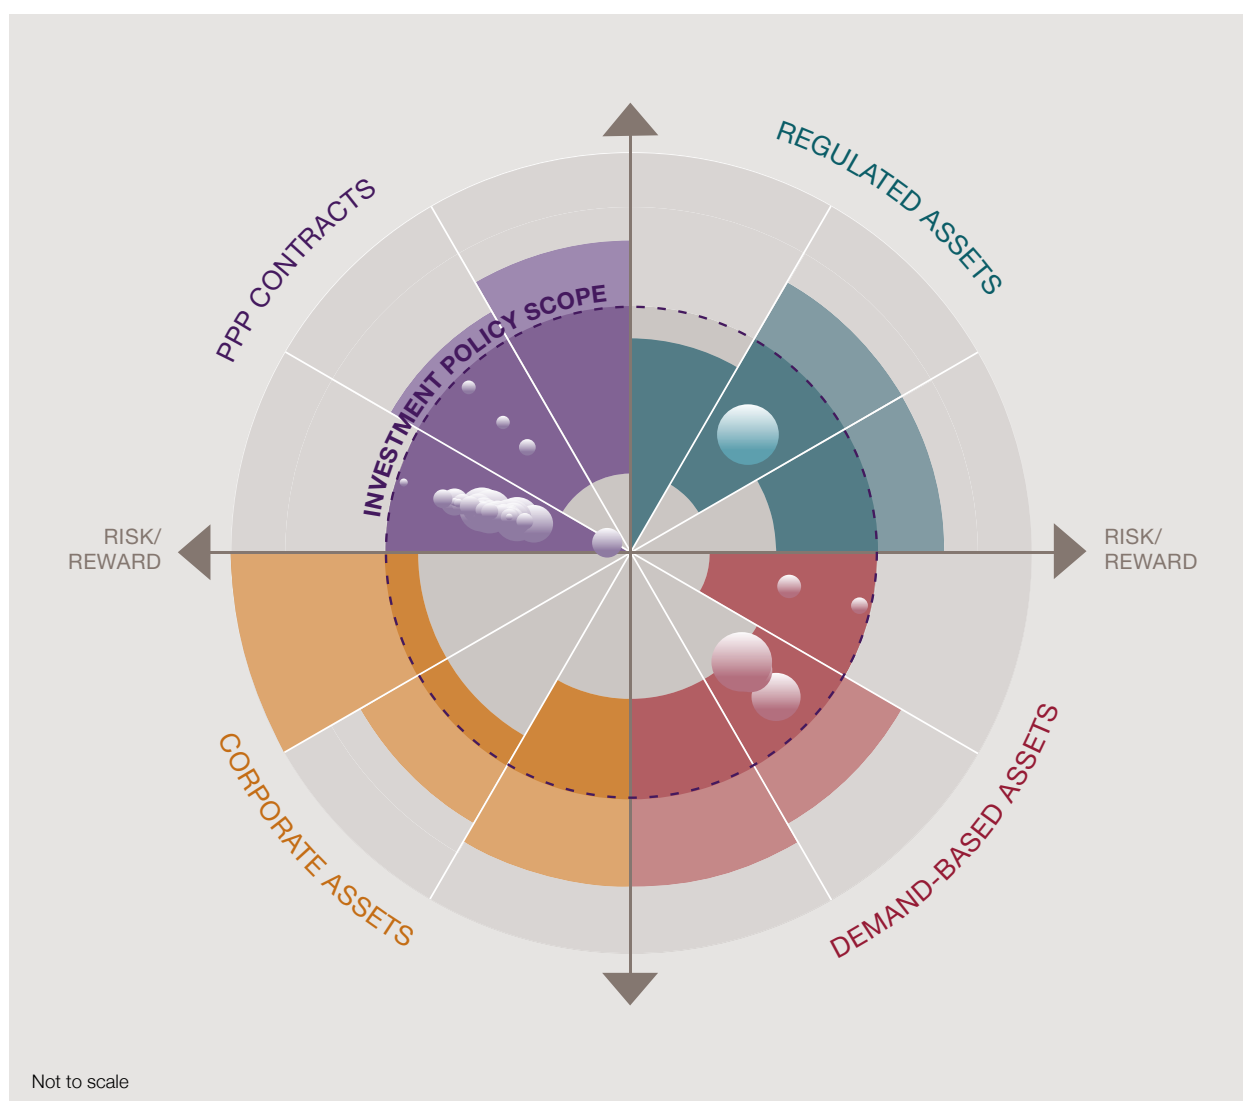 REGULATED ASSETS
PPP CONTRACTS
INVESTMENT POLICY SCOPE
RISK/
REWARD
RISK/
REWARD
CORPORATE ASSETS
DEMAND-BASED ASSETS
Not to scale